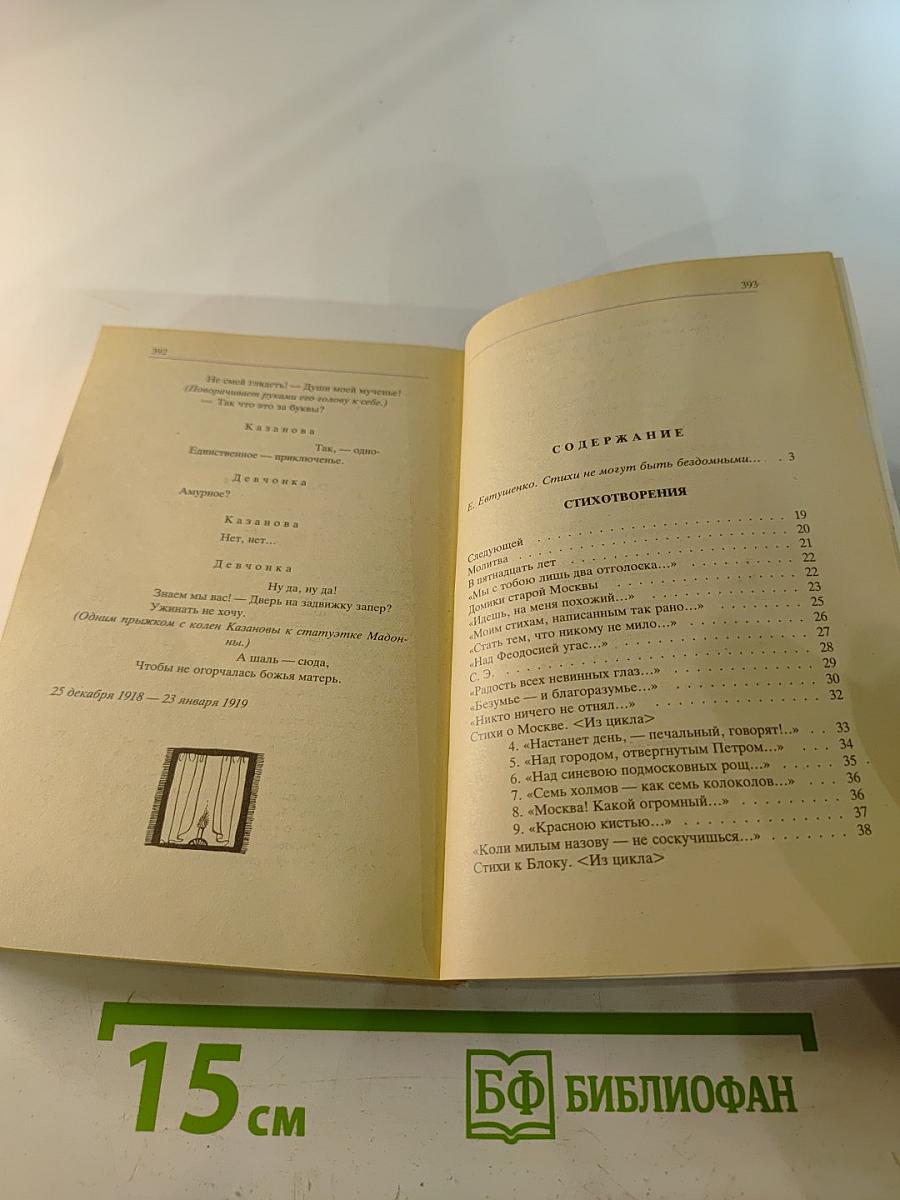 392
Не смей глядеть! — Души моей мученье!
(Поворачивает руками его голову к себе.)
— Так что это за буквы?
Казанова
Так, — одно-
Единственное — приключенье.
Девчонка
Амурное?
Казанова
Нет, нет...
Девчонка
Ну да, ну да!
Знаем мы вас! — Дверь на задвижку запер?
Ужинать не хочу.
(Одним прыжком с колен Казановы к статуэтке Мадон-
ны.)
А шаль — сюда,
Чтобы не огорчалась божья матерь.
25 декабря 1918 — 23 января 1919
393
СОДЕРЖАНИЕ
Е. Евтушенко. Стихи не могут быть бездомными... . . 3
СТИХОТВОРЕНИЯ
Следующей . . . . . . . . . . . . . . . . . . . . 19
Молитва . . . . . . . . . . . . . . . . . . . . 20
В пятнадцать лет . . . . . . . . . . . . . . . . 21
«Мы с тобою лишь два отголоска...» . . . . . . . . 22
Домики старой Москвы . . . . . . . . . . . . . 22
«Идешь, на меня похожий...» . . . . . . . . . . . 23
«Моим стихам, написанным так рано...» . . . . . . 25
«Стать тем, что никому не мило...» . . . . . . . . 26
«Над Феодосией угас...» . . . . . . . . . . . . . 27
С. Э. . . . . . . . . . . . . . . . . . . . . . 28
«Радость всех невинных глаз...» . . . . . . . . . 29
«Безумье — и благоразумье...» . . . . . . . . . . 30
«Никто ничего не отнял...» . . . . . . . . . . . 32
Стихи о Москве. <Из цикла>
4. «Настанет день, — печальный, говорят!..» . . 33
5. «Над городом, отвергнутым Петром...» . . . 34
6. «Над синевою подмосковных рощ...» . . . . . 35
7. «Семь холмов — как семь колоколов...» . . . 36
8. «Москва! Какой огромный...» . . . . . . . . 36
9. «Красною кистью...» . . . . . . . . . . . . 37
«Коли милым назову — не соскучишься...» . . . . . . 38
Стихи к Блоку. <Из цикла>
15 см
БФ БИБЛИОФАН